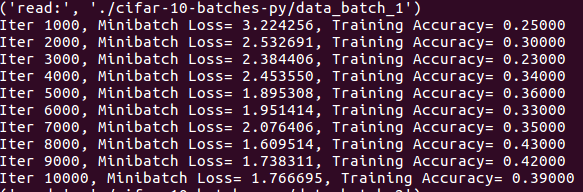 ('read:', './cifar-10-batches-py/data_batch_1')
Iter 1000, Minibatch Loss= 3.224256, Training Accuracy= 0.25000
Iter 2000, Minibatch Loss= 2.532691, Training Accuracy= 0.30000
Iter 3000, Minibatch Loss= 2.384406, Training Accuracy= 0.23000
Iter 4000, Minibatch Loss= 2.453550, Training Accuracy= 0.34000
Iter 5000, Minibatch Loss= 1.895308, Training Accuracy= 0.36000
Iter 6000, Minibatch Loss= 1.951414, Training Accuracy= 0.33000
Iter 7000, Minibatch Loss= 2.076406, Training Accuracy= 0.35000
Iter 8000, Minibatch Loss= 1.609514, Training Accuracy= 0.43000
Iter 9000, Minibatch Loss= 1.738311, Training Accuracy= 0.42000
Iter 10000, Minibatch Loss= 1.766695, Training Accuracy= 0.39000